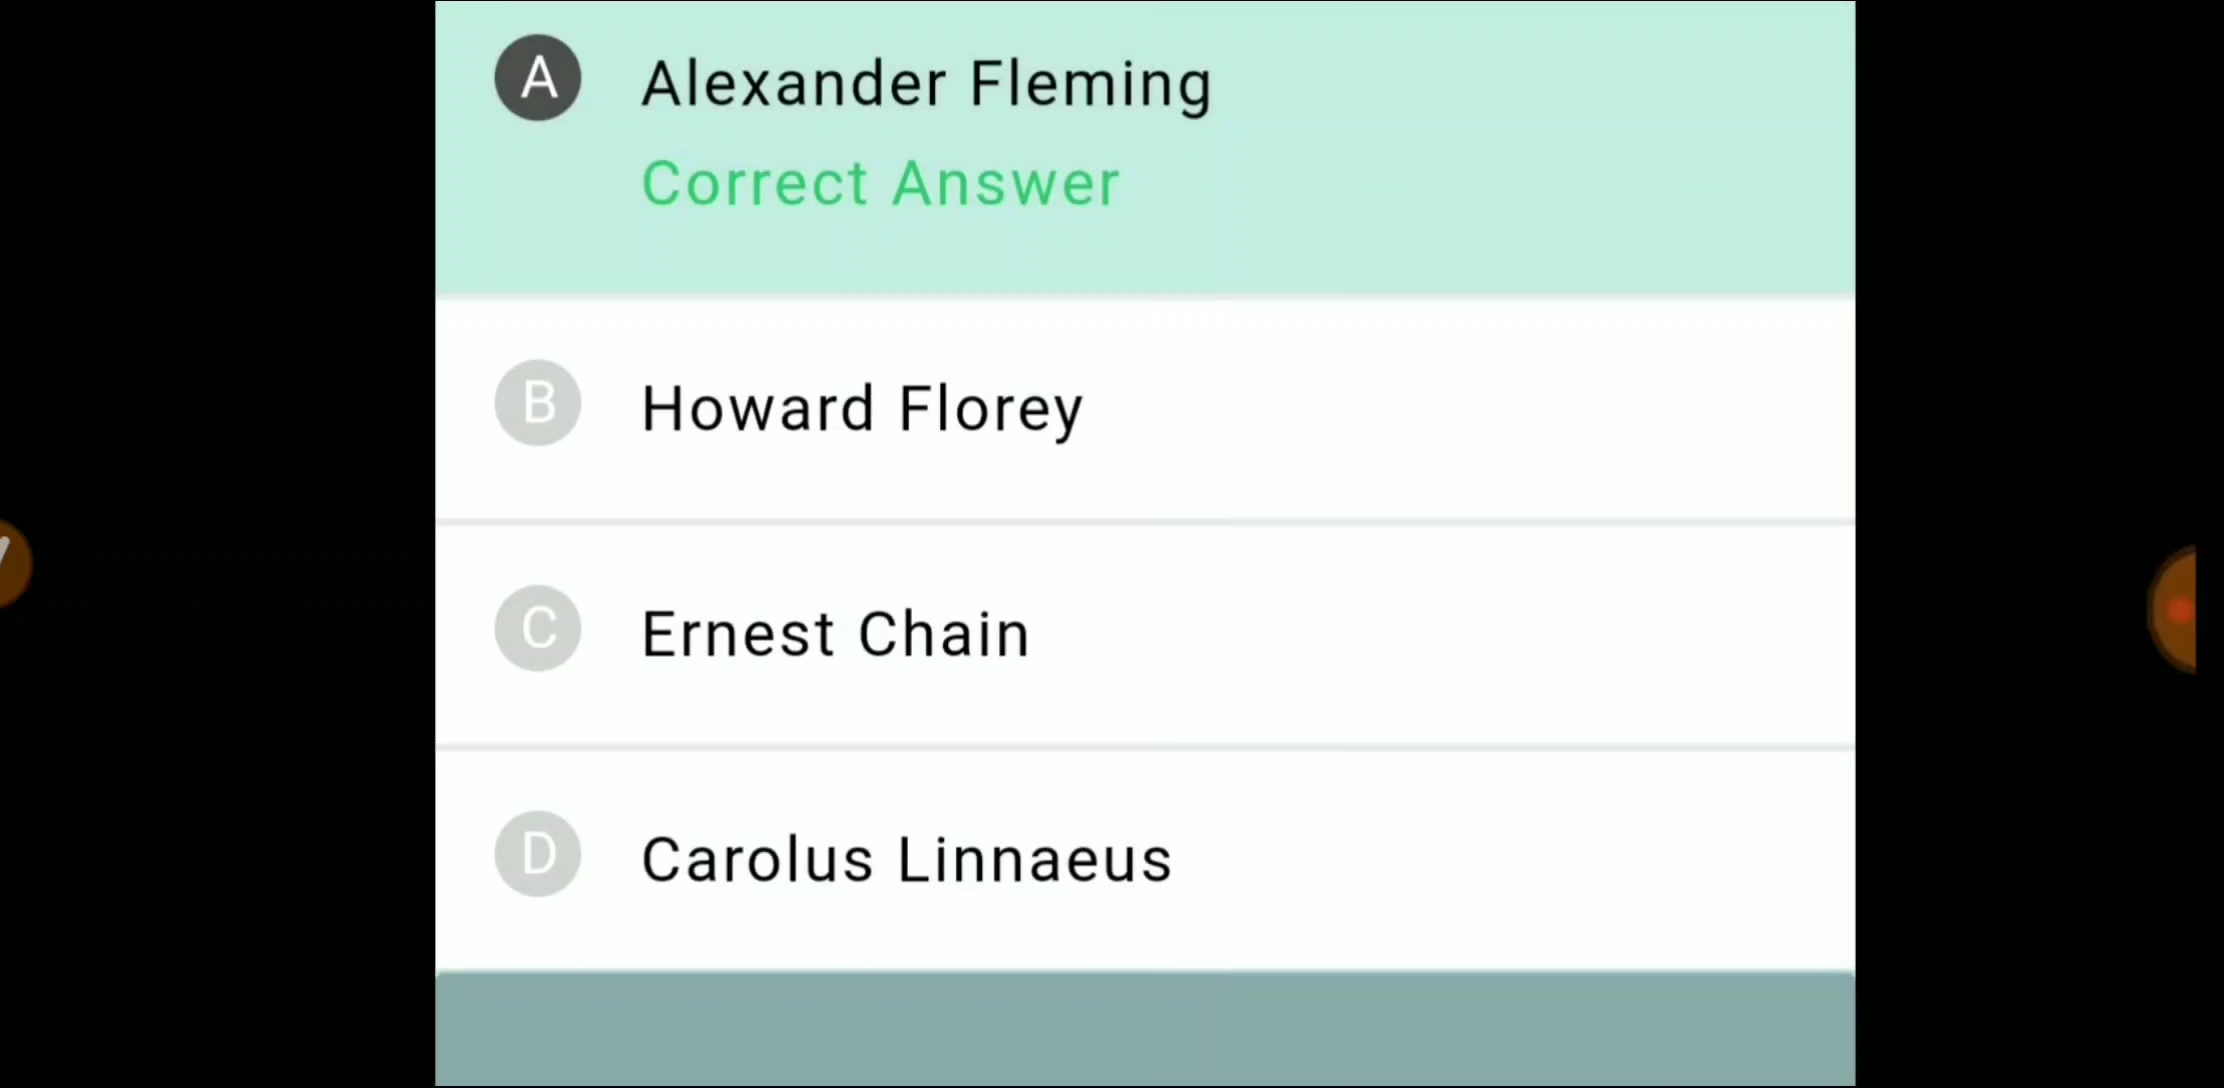 A Alexander Fleming
Correct Answer
B Howard Florey
C Ernest Chain
D Carolus Linnaeus